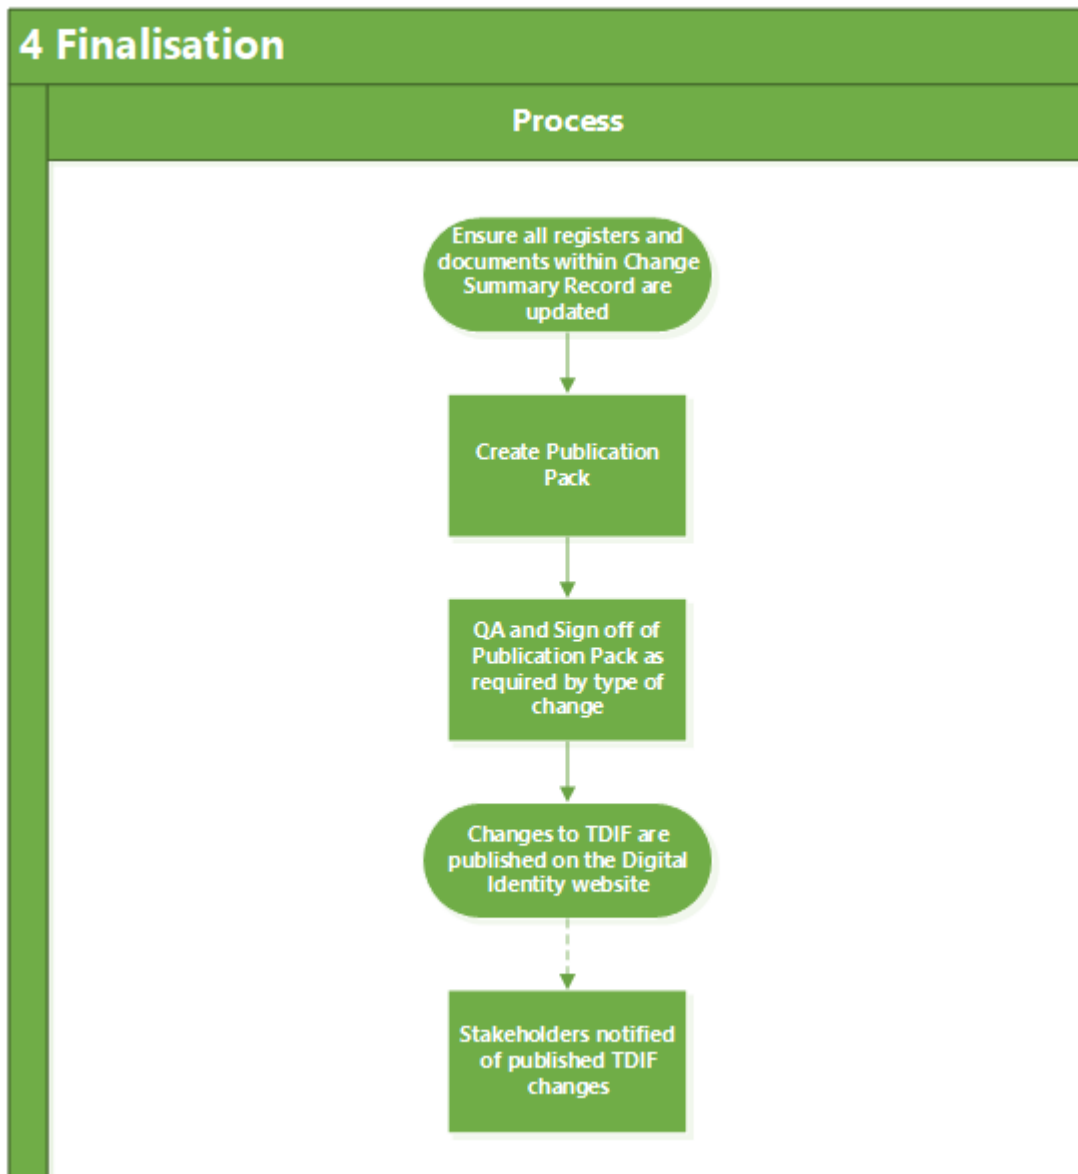 4 Finalisation
Process
Ensure all registers and
documents within Change
Summary Record are
updated
Create Publication
Pack
QA and Sign off of
Publication Pack as
required by type of
change
Changes to TDIF are
published on the Digital
Identity website
Stakeholders notified
of published TDIF
changes